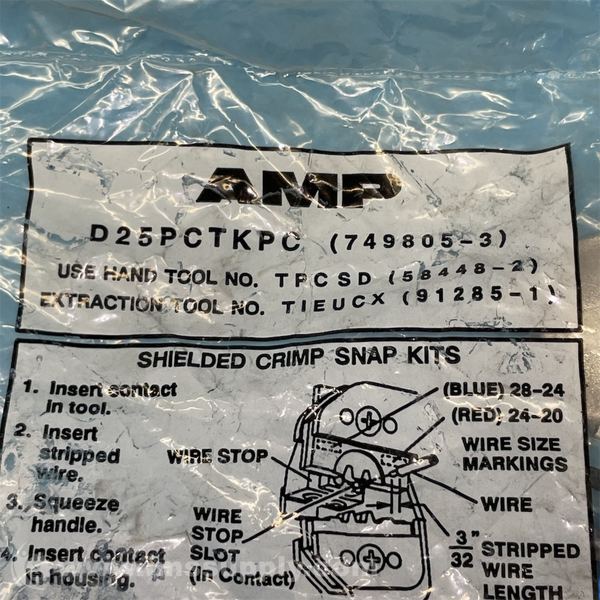 AMP
D25PCTKPC (749805-3)
USE HAND TOOL NO. TPCSD (58448-2)
EXTRACTION TOOL NO. TIEUCX (91285-1)
SHIELDED CRIMP SNAP KITS
1. Insert contact
in tool.
2. Insert
stripped
wire.
3. Squeeze
handle.
4. Insert contact
in housing.
WIRE STOP
WIRE
STOP
SLOT
(In Contact)
(BLUE) 28-24
(RED) 24-20
WIRE SIZE
MARKINGS
WIRE
3/32" STRIPPED
WIRE
LENGTH